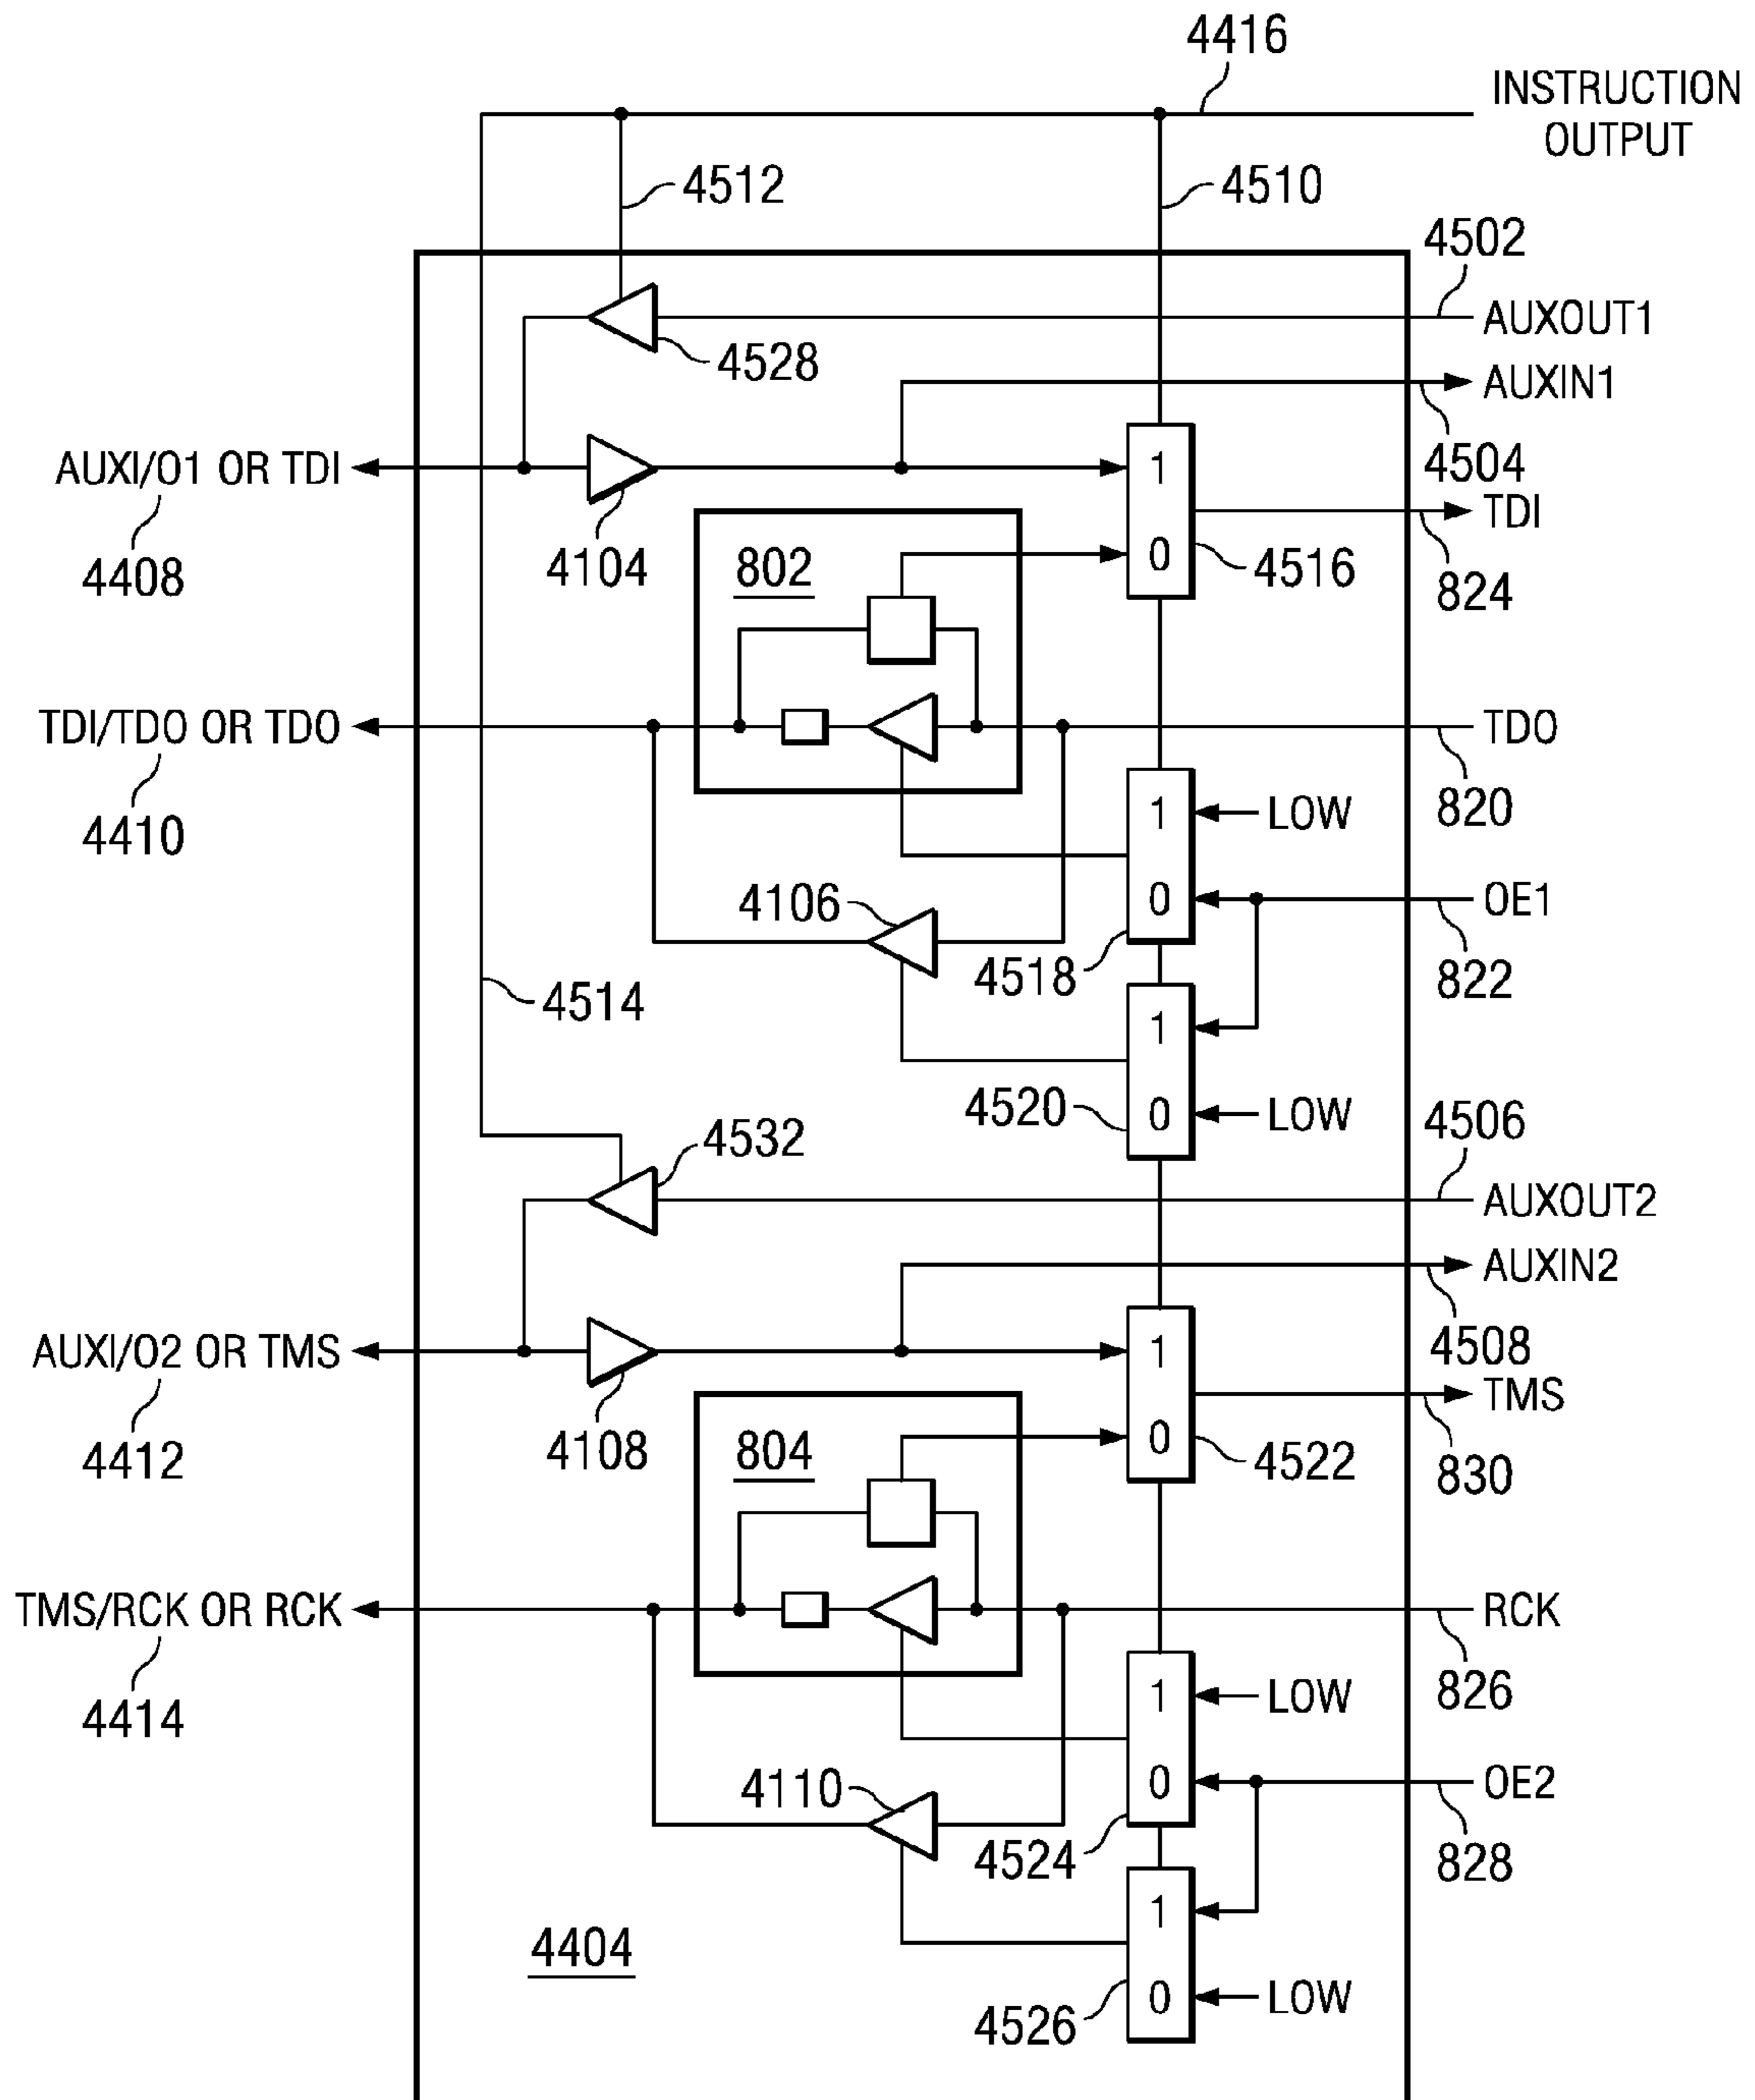 4416
INSTRUCTION
OUTPUT
4512
4510
4502
AUXOUT1
4528
AUXIN1
4504
AUXI/O1 OR TDI
1
TDI
4408
4104
802
0
4516
824
TDI/TDO OR TDO
TDO
4410
1
LOW
820
4106
0
OE1
4518
822
4514
1
4520
0
LOW
4506
4532
AUXOUT2
AUXIN2
4508
AUXI/O2 OR TMS
1
TMS
4412
4108
804
0
4522
830
TMS/RCK OR RCK
RCK
4414
1
LOW
826
4110
0
OE2
4524
828
1
4404
4526
0
LOW